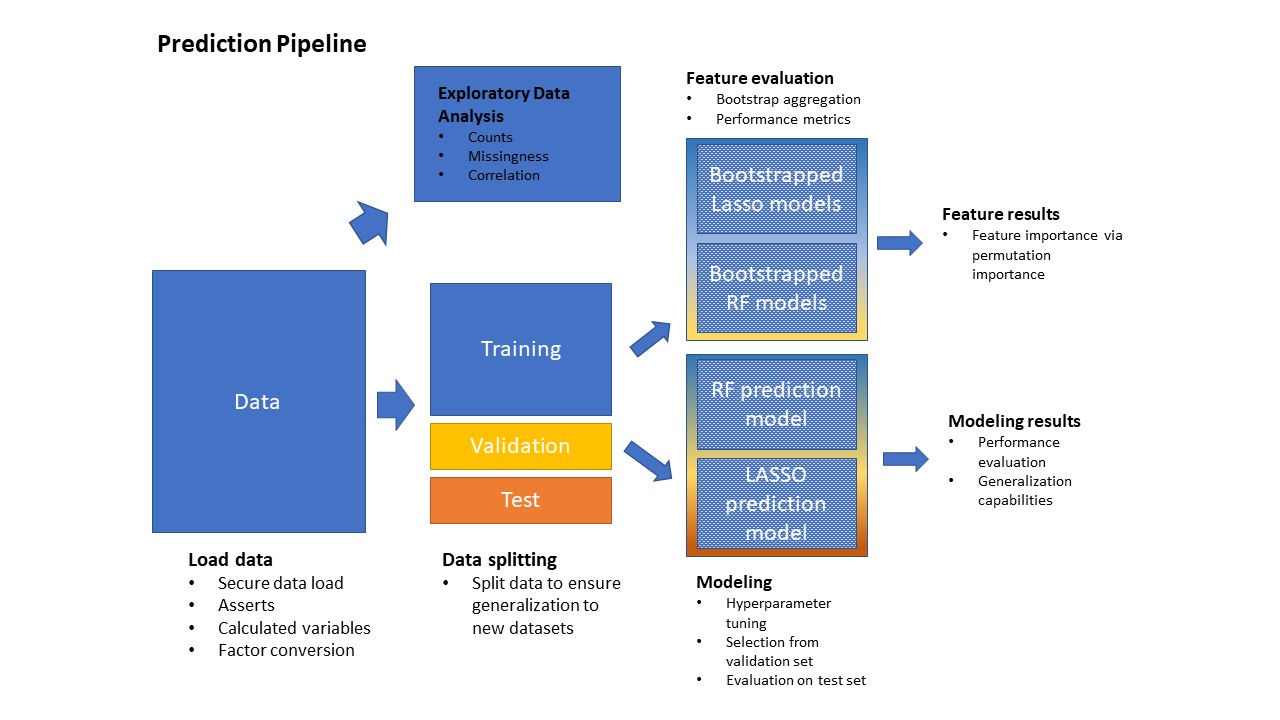 Prediction Pipeline
Exploratory Data
Analysis
• Counts
• Missingness
• Correlation
Feature evaluation
• Bootstrap aggregation
• Performance metrics
Bootstrapped
Lasso models
Bootstrapped
RF models
Feature results
• Feature importance via
permutation
importance
Data
Training
Validation
Test
RF prediction
model
LASSO
prediction
model
Modeling results
• Performance
evaluation
• Generalization
capabilities
Load data
• Secure data load
• Asserts
• Calculated variables
• Factor conversion
Data splitting
• Split data to ensure
generalization to
new datasets
Modeling
• Hyperparameter
tuning
• Selection from
validation set
• Evaluation on test set